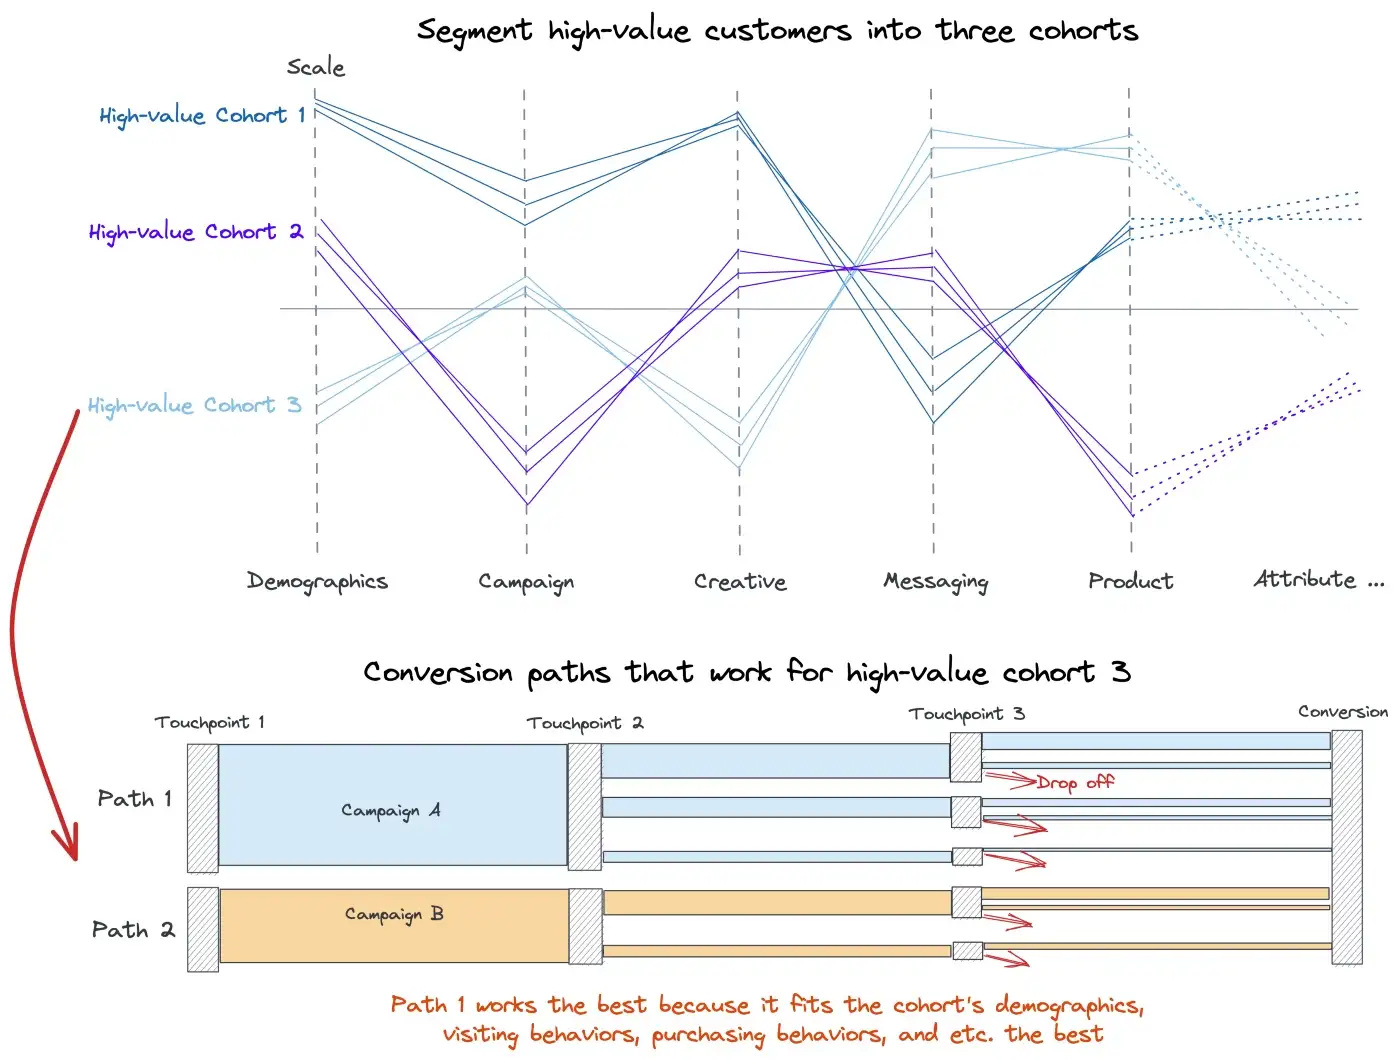 Segment high-value customers into three cohorts
Scale
High-value Cohort 1
High-value Cohort 2
High-value Cohort 3
Demographics
Campaign
Creative
Messaging
Product
Attribute ...
Conversion paths that work for high-value cohort 3
Touchpoint 1
Touchpoint 2
Touchpoint 3
Conversion
Path 1
Campaign A
Drop off
Path 2
Campaign B
Path 1 works the best because it fits the cohort's demographics,
visiting behaviors, purchasing behaviors, and etc. the best